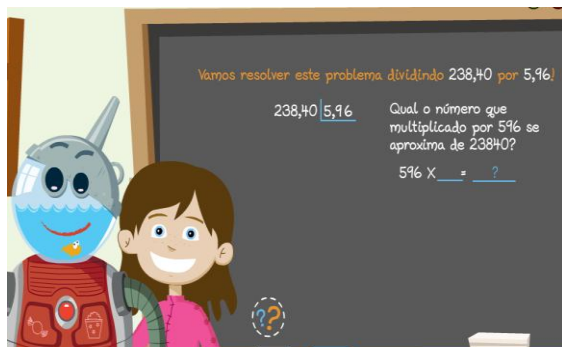 Vamos resolver este problema dividindo 238,40 por 5,96!
238,40 5,96
Qual o número que
multiplicado por 596 se
aproxima de 23840?
596 X ___ = ?
??